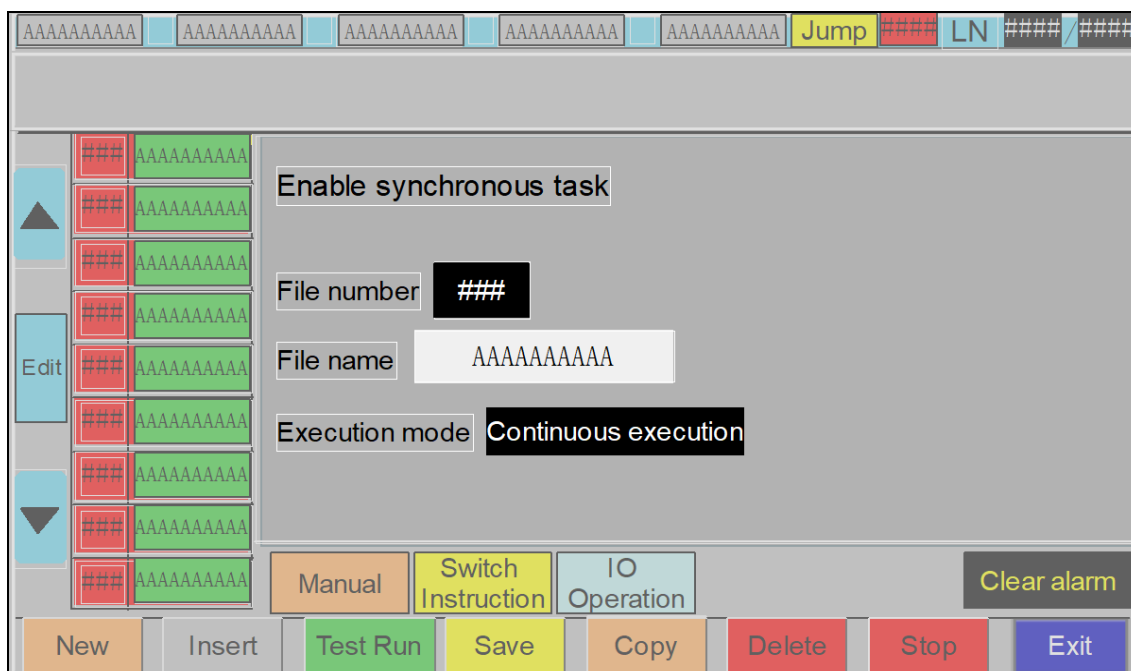 AAAAAAAAAA AAAAAAAAAA AAAAAAAAAA AAAAAAAAAA AAAAAAAAAA Jump #### LN ####/####
### AAAAAAAAAA
### AAAAAAAAAA
### AAAAAAAAAA
### AAAAAAAAAA
### AAAAAAAAAA
### AAAAAAAAAA
### AAAAAAAAAA
### AAAAAAAAAA
### AAAAAAAAAA
Edit
Enable synchronous task
File number ###
File name AAAAAAAAAA
Execution mode Continuous execution
Manual
Switch
Instruction
IO
Operation
Clear alarm
New Insert Test Run Save Copy Delete Stop Exit